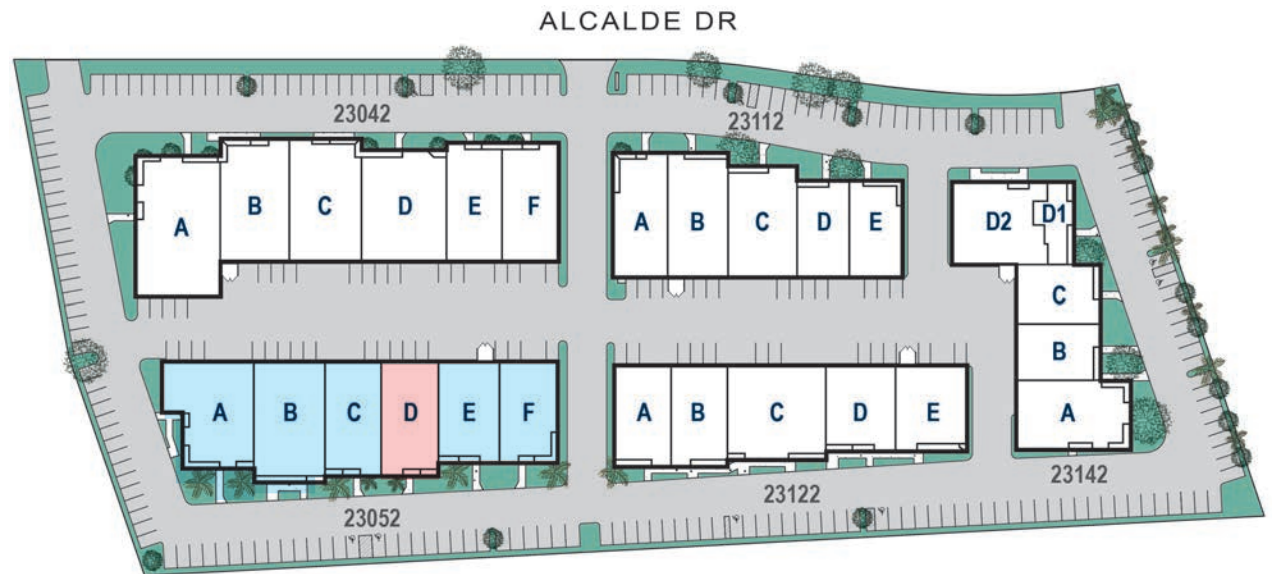 ALCALDE DR
23042
23112
A B C D E F
A B C D E
D2 D1
C
B
A
A B C D E F
A B C D E
23052
23122
23142